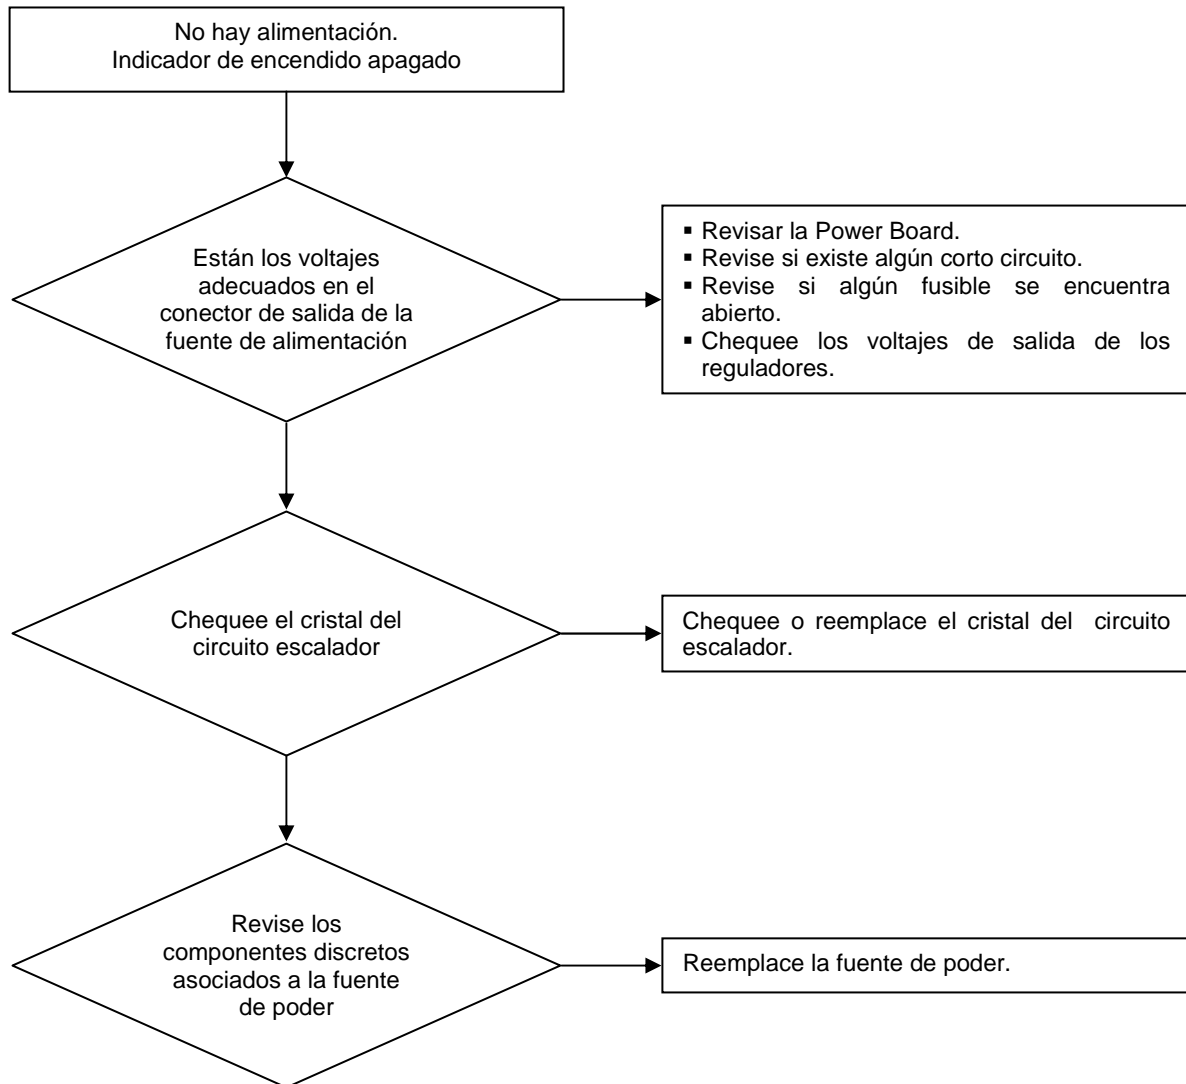 No hay alimentación.
Indicador de encendido apagado
Están los voltajes
adecuados en el
conector de salida de la
fuente de alimentación
▪ Revisar la Power Board.
▪ Revise si existe algún corto circuito.
▪ Revise si algún fusible se encuentra
abierto.
▪ Chequee los voltajes de salida de los
reguladores.
Chequee el cristal del
circuito escalador
Chequee o reemplace el cristal del circuito
escalador.
Revise los
componentes discretos
asociados a la fuente
de poder
Reemplace la fuente de poder.